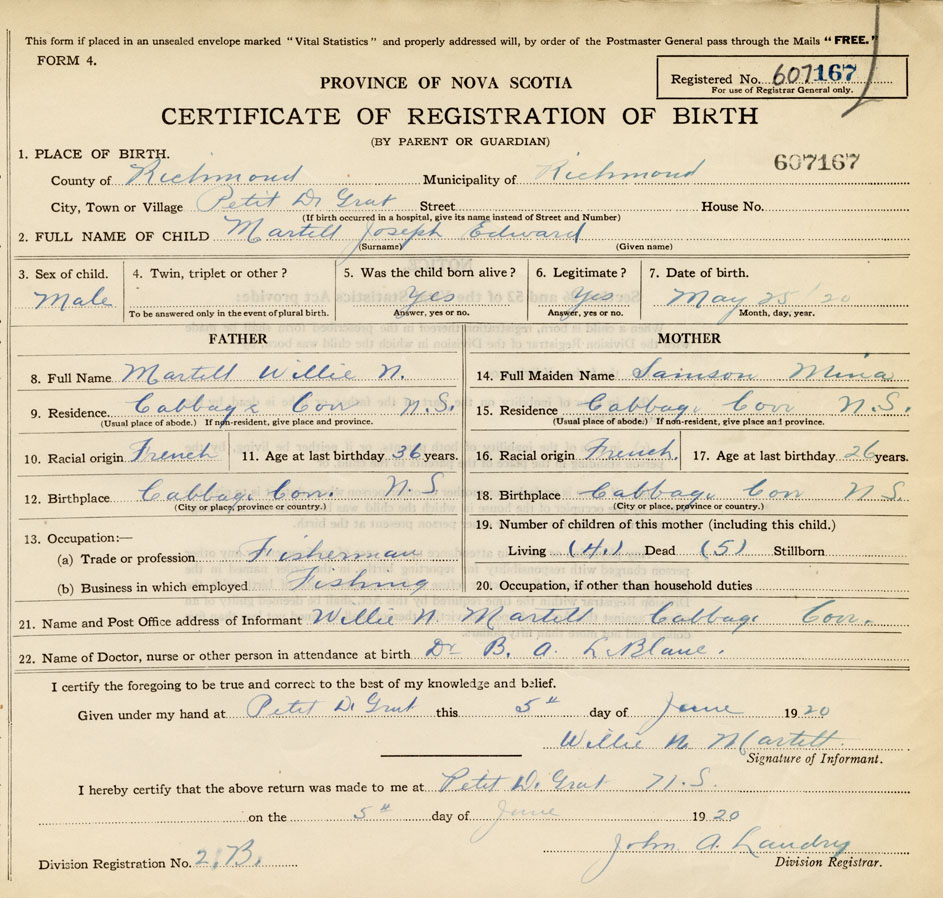 This form if placed in an unsealed envelope marked "Vital Statistics" and properly addressed will, by order of the Postmaster General pass through the Mails "FREE."
FORM 4.
Registered No. 607167
For use of Registrar General only.
PROVINCE OF NOVA SCOTIA
CERTIFICATE OF REGISTRATION OF BIRTH
(BY PARENT OR GUARDIAN)
607167
1. PLACE OF BIRTH.
County of Richmond Municipality of Richmond
City, Town or Village Petit De Grat Street House No.
(If birth occurred in a hospital, give its name instead of Street and Number)
2. FULL NAME OF CHILD Martell Joseph Edward
(Surname) (Given name)
3. Sex of child. 4. Twin, triplet or other? 5. Was the child born alive? 6. Legitimate? 7. Date of birth.
Male Yes Yes May 25' 20
To be answered only in the event of plural birth. Answer, yes or no. Answer, yes or no. Month, day, year.
FATHER MOTHER
8. Full Name Martell Willie N. 14. Full Maiden Name Samson Mina
9. Residence. Cabbage Cov N.S. 15. Residence Cabbage Cov N.S.
(Usual place of abode.) If non-resident, give place and province. (Usual place of abode.) If non-resident, give place and province.
10. Racial origin French 11. Age at last birthday 36 years. 16. Racial origin French. 17. Age at last birthday 26 years.
12. Birthplace Cabbage Cov. N.S 18. Birthplace Cabbage Cov N S.
(City or place, province or country.) (City or place, province or country.)
19. Number of children of this mother (including this child.)
13. Occupation:—
(a) Trade or profession Fisherman Living (4) Dead (5) Stillborn
(b) Business in which employed Fishing 20. Occupation, if other than household duties
21. Name and Post Office address of Informant Willie N. Martell Cabbage Cov.
22. Name of Doctor, nurse or other person in attendance at birth Dr B. A. LeBlanc.
I certify the foregoing to be true and correct to the best of my knowledge and belief.
Given under my hand at Petit De Grat this 5th day of June 1920
Willie N. Martell
Signature of Informant.
I hereby certify that the above return was made to me at Petit De Grat N.S.
on the 5th day of June 1920
John A. Landry
Division Registration No. 2, B. Division Registrar.